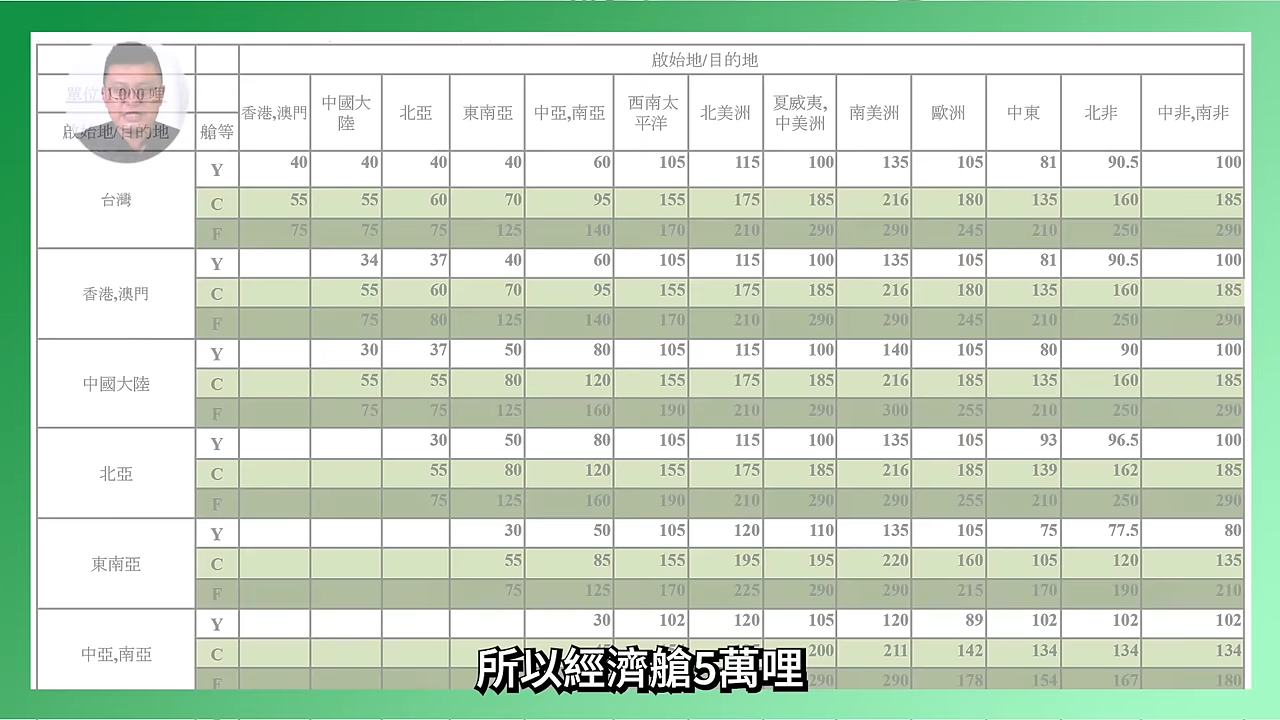 啟始地/目的地
單位:1,000 哩
啟始地/目的地 艙等 香港,澳門 中國大陸 北亞 東南亞 中亞,南亞 西南太平洋 北美洲 夏威夷,中美洲 南美洲 歐洲 中東 北非 中非,南非
台灣 Y 40 40 40 40 60 105 115 100 135 105 81 90.5 100
C 55 55 60 70 95 155 175 185 216 180 135 160 185
F 75 75 75 125 140 170 210 290 290 245 210 250 290
香港,澳門 Y 34 37 40 60 105 115 100 135 105 81 90.5 100
C 55 60 70 95 155 175 185 216 180 135 160 185
F 75 80 125 140 170 210 290 290 245 210 250 290
中國大陸 Y 30 37 50 80 105 115 100 140 105 80 90 100
C 55 55 80 120 155 175 185 216 185 135 160 185
F 75 75 125 160 190 210 290 300 255 210 250 290
北亞 Y 30 50 80 105 115 100 135 105 93 96.5 100
C 55 80 120 155 175 185 216 185 139 162 185
F 75 125 160 190 210 290 290 255 210 250 290
東南亞 Y 30 50 105 120 110 135 105 75 77.5 80
C 55 85 155 195 195 220 160 105 120 135
F 75 125 170 225 290 290 215 170 190 210
中亞,南亞 Y 30 102 120 105 120 89 102 102 102
C 200 211 142 134 134 134
F 290 290 178 154 167 180
所以經濟艙5萬哩